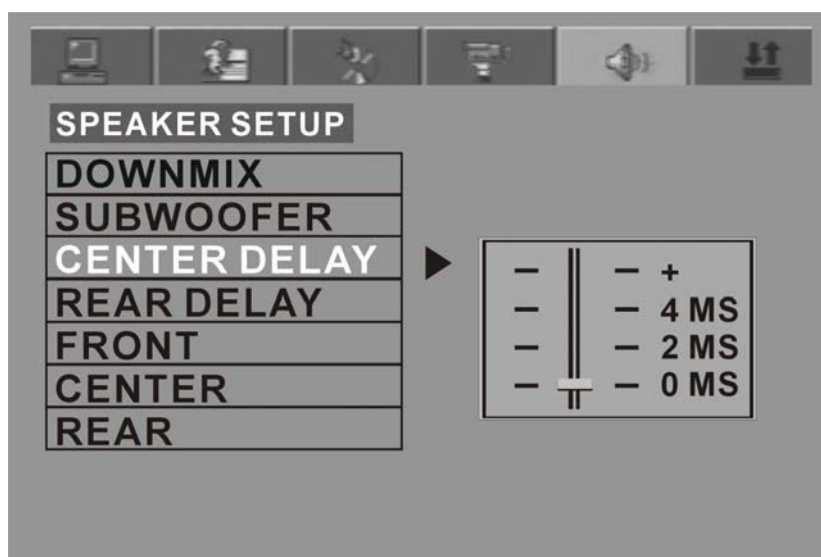 SPEAKER SETUP
DOWNMIX
SUBWOOFER
CENTER DELAY
REAR DELAY
FRONT
CENTER
REAR
– – +
– – 4 MS
– – 2 MS
– – 0 MS